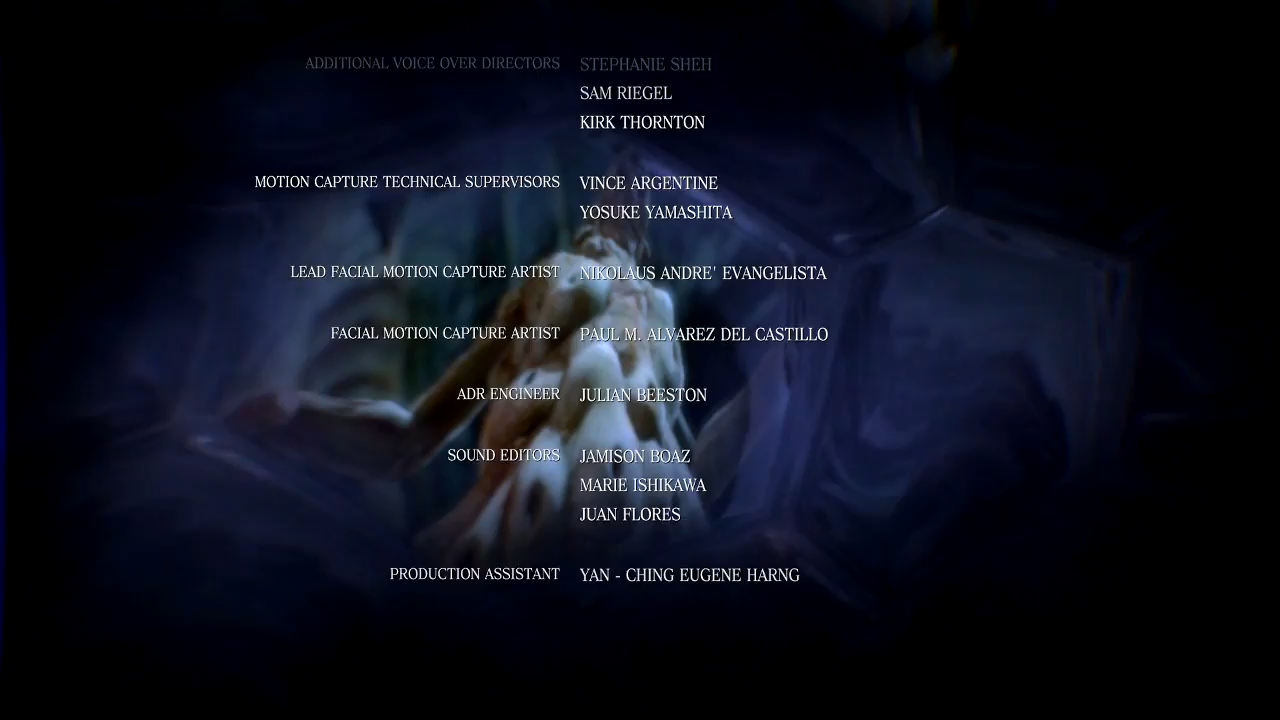 ADDITIONAL VOICE OVER DIRECTORS STEPHANIE SHEH
SAM RIEGEL
KIRK THORNTON
MOTION CAPTURE TECHNICAL SUPERVISORS VINCE ARGENTINE
YOSUKE YAMASHITA
LEAD FACIAL MOTION CAPTURE ARTIST NIKOLAUS ANDRE' EVANGELISTA
FACIAL MOTION CAPTURE ARTIST PAUL M. ALVAREZ DEL CASTILLO
ADR ENGINEER JULIAN BEESTON
SOUND EDITORS JAMISON BOAZ
MARIE ISHIKAWA
JUAN FLORES
PRODUCTION ASSISTANT YAN - CHING EUGENE HARNG